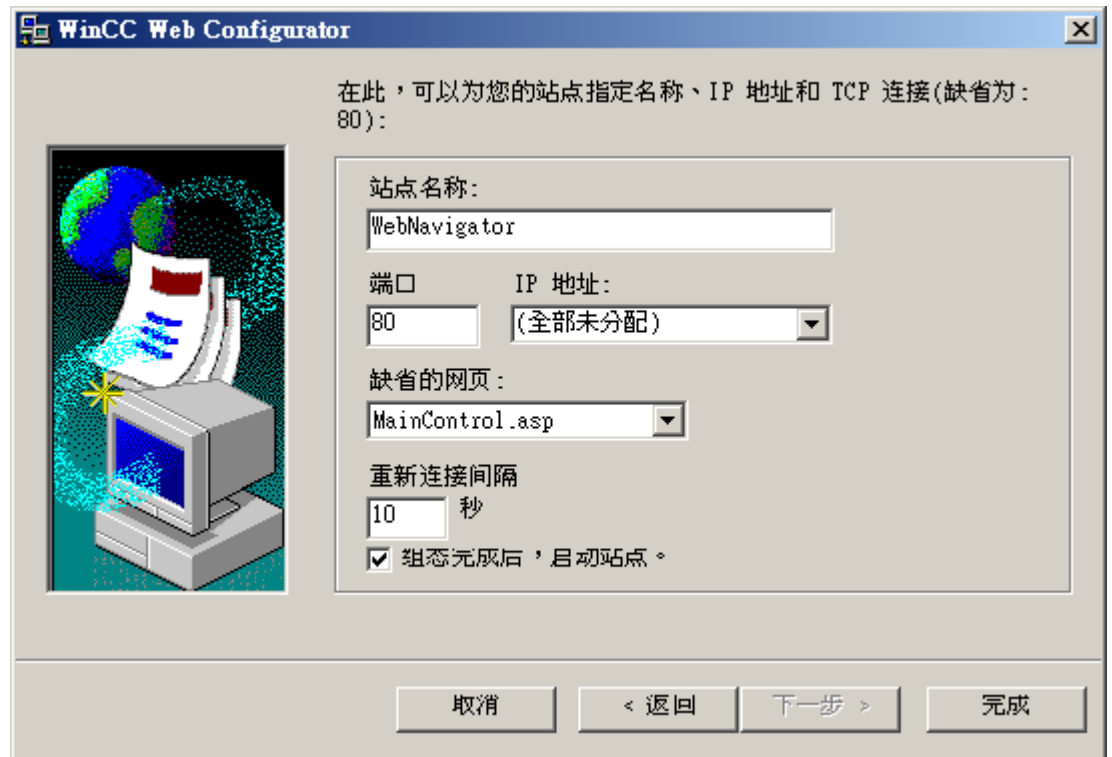 WinCC Web Configurator
在此，可以为您的站点指定名称、IP 地址和 TCP 连接(缺省为:
80):
站点名称:
WebNavigator
端口 IP 地址:
80 (全部未分配)
缺省的网页:
MainControl.asp
重新连接间隔
10 秒
组态完成后，启动站点。
取消 < 返回 下一步 > 完成